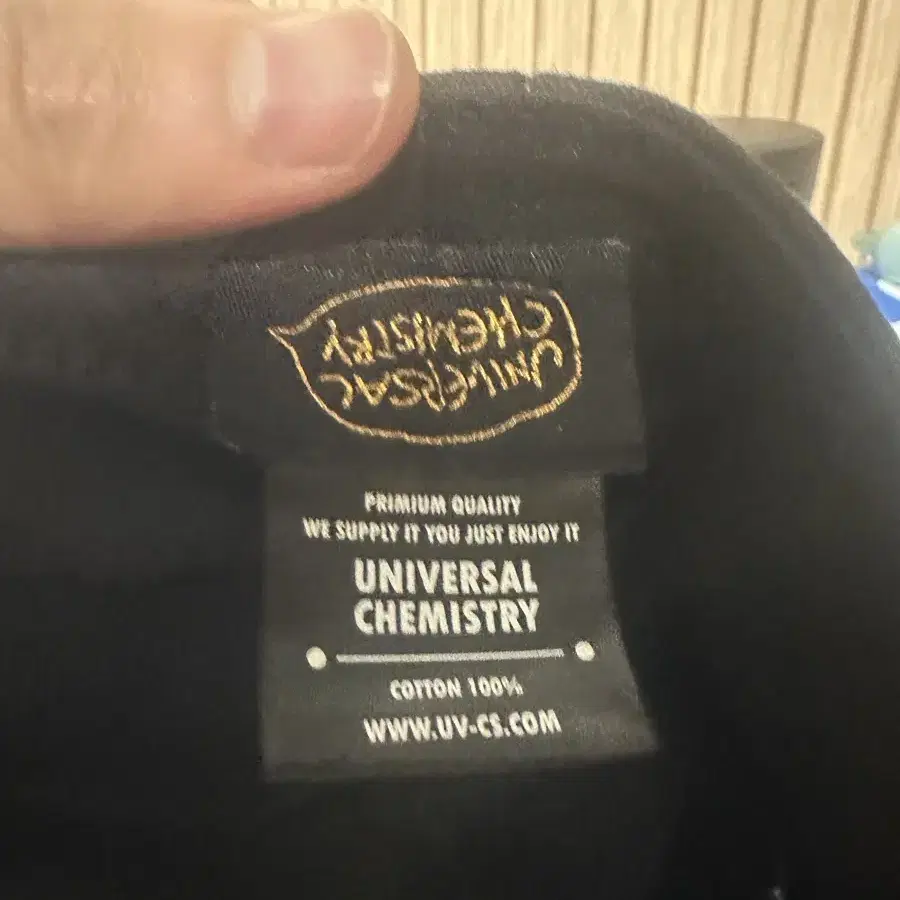 UNIVERSAL
CHEMISTRY
PRIMIUM QUALITY
WE SUPPLY IT YOU JUST ENJOY IT
UNIVERSAL
CHEMISTRY
COTTON 100%
WWW.UV-CS.COM